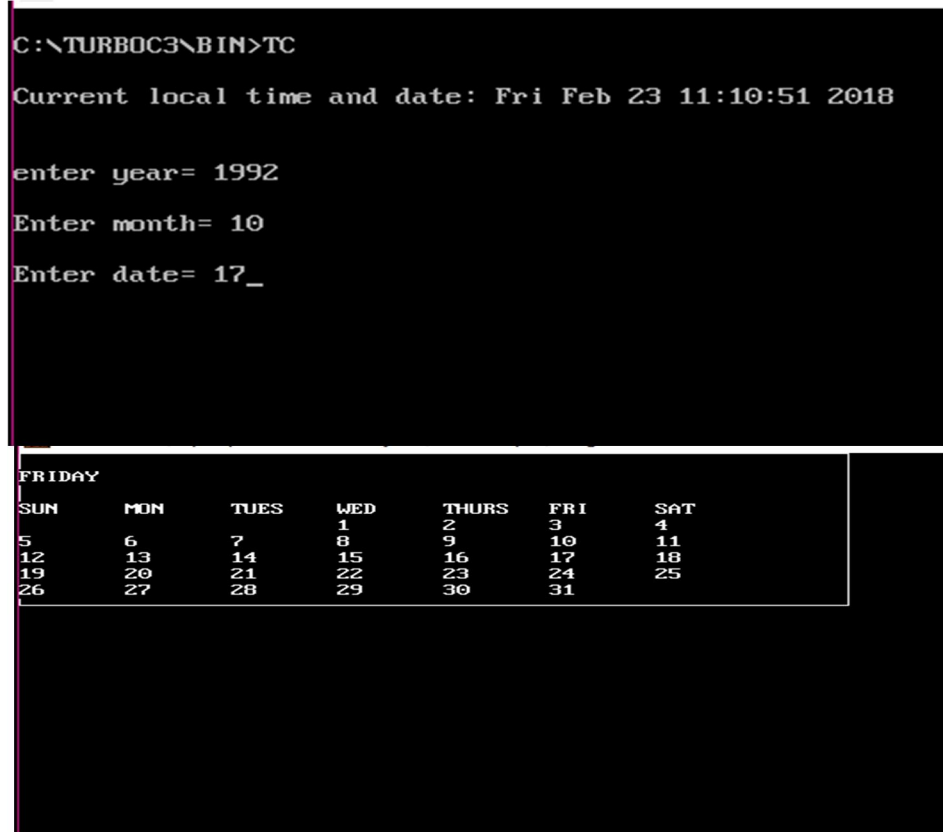 C:\TURBOC3\BIN>TC
Current local time and date: Fri Feb 23 11:10:51 2018
enter year= 1992
Enter month= 10
Enter date= 17_
FRIDAY
SUN MON TUES WED THURS FRI SAT
1 2 3 4
5 6 7 8 9 10 11
12 13 14 15 16 17 18
19 20 21 22 23 24 25
26 27 28 29 30 31